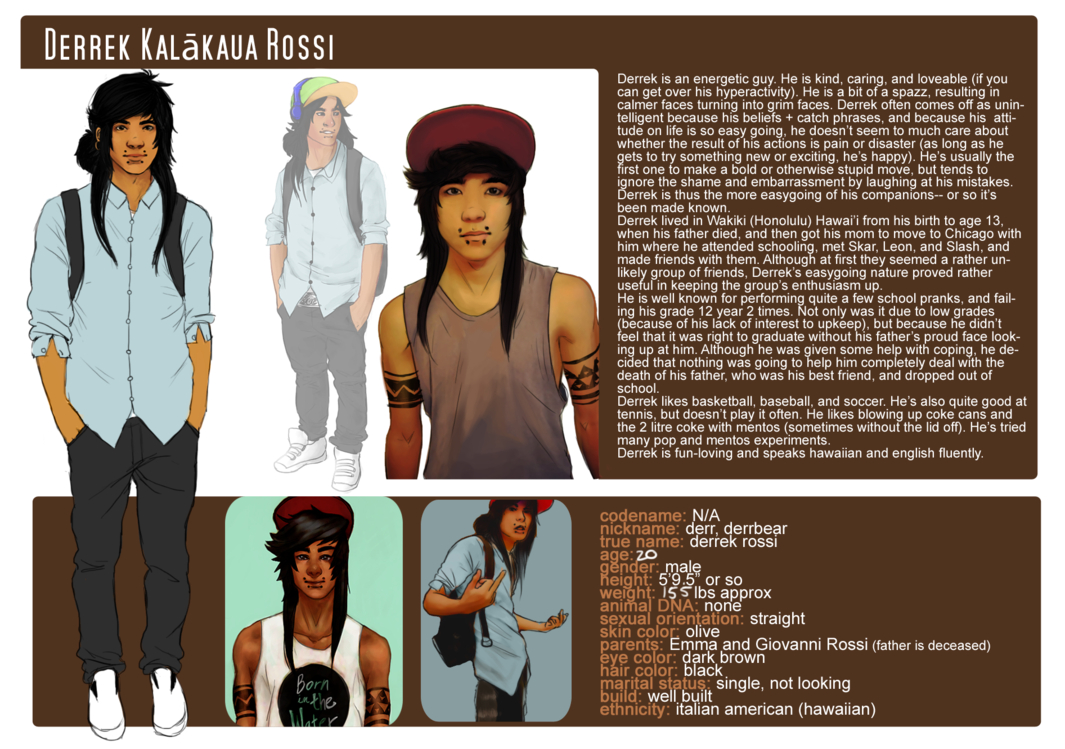 Derrek Kalākaua Rossi
Derrek is an energetic guy. He is kind, caring, and loveable (if you
can get over his hyperactivity). He is a bit of a spazz, resulting in
calmer faces turning into grim faces. Derrek often comes off as unin-
telligent because his beliefs + catch phrases, and because his atti-
tude on life is so easy going, he doesn't seem to much care about
whether the result of his actions is pain or disaster (as long as he
gets to try something new or exciting, he's happy). He's usually the
first one to make a bold or otherwise stupid move, but tends to
ignore the shame and embarrassment by laughing at his mistakes.
Derrek is thus the more easygoing of his companions-- or so it's
been made known.
Derrek lived in Wakiki (Honolulu) Hawai'i from his birth to age 13,
when his father died, and then got his mom to move to Chicago with
him where he attended schooling, met Skar, Leon, and Slash, and
made friends with them. Although at first they seemed a rather un-
likely group of friends, Derrek's easygoing nature proved rather
useful in keeping the group's enthusiasm up.
He is well known for performing quite a few school pranks, and fail-
ing his grade 12 year 2 times. Not only was it due to low grades
(because of his lack of interest to upkeep), but because he didn't
feel that it was right to graduate without his father's proud face look-
ing up at him. Although he was given some help with coping, he de-
cided that nothing was going to help him completely deal with the
death of his father, who was his best friend, and dropped out of
school.
Derrek likes basketball, baseball, and soccer. He's also quite good at
tennis, but doesn't play it often. He likes blowing up coke cans and
the 2 litre coke with mentos (sometimes without the lid off). He's tried
many pop and mentos experiments.
Derrek is fun-loving and speaks hawaiian and english fluently.
Born
in the
Water
codename: N/A
nickname: derr, derrbear
true name: derrek rossi
age: 20
gender: male
height: 5'9.5" or so
weight: 155 lbs approx
animal DNA: none
sexual orientation: straight
skin color: olive
parents: Emma and Giovanni Rossi (father is deceased)
eye color: dark brown
hair color: black
marital status: single, not looking
build: well built
ethnicity: italian american (hawaiian)